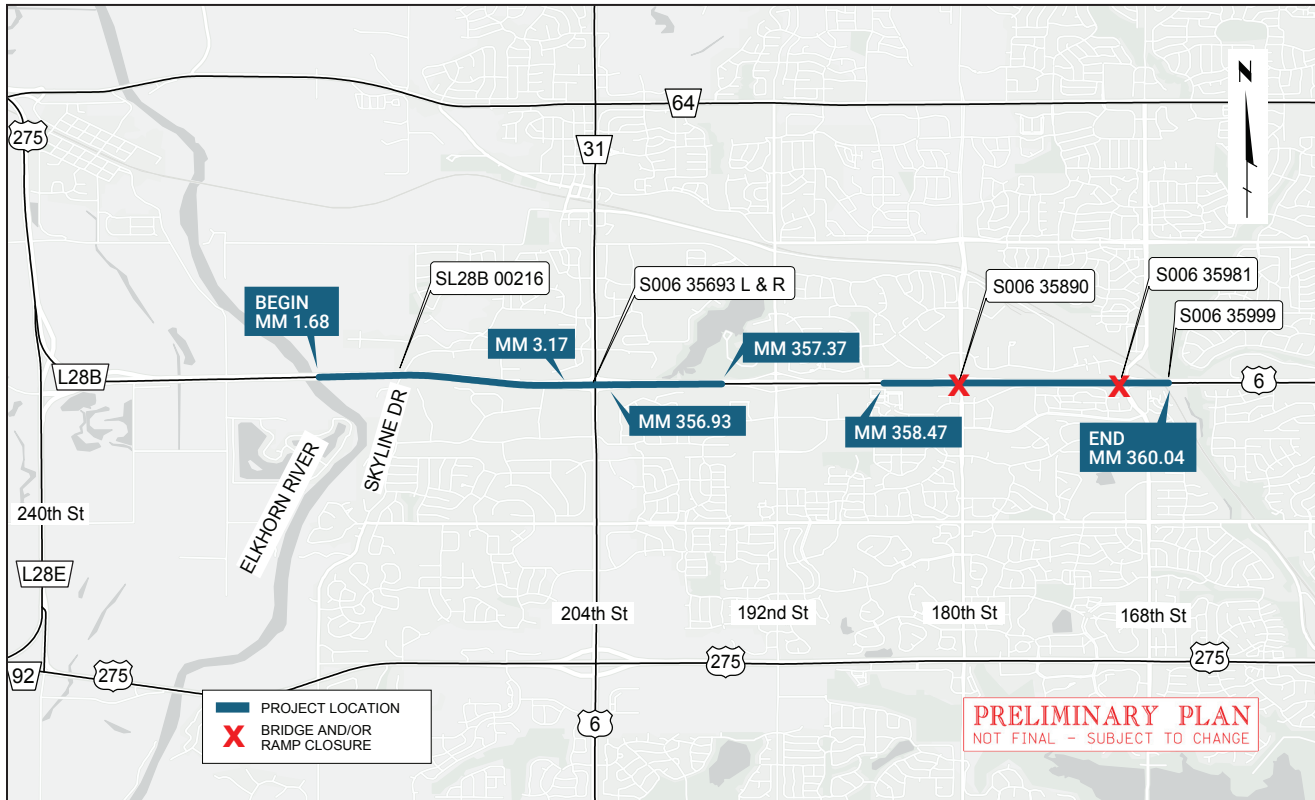 64
N
275
31
SL28B 00216
S006 35693 L & R
S006 35890
S006 35981
S006 35999
BEGIN
MM 1.68
MM 3.17
MM 357.37
L28B
6
SKYLINE DR
MM 356.93
MM 358.47
END
MM 360.04
ELKHORN RIVER
240th St
L28E
204th St
192nd St
180th St
168th St
92
275
275
275
6
PROJECT LOCATION
X BRIDGE AND/OR
RAMP CLOSURE
PRELIMINARY PLAN
NOT FINAL - SUBJECT TO CHANGE